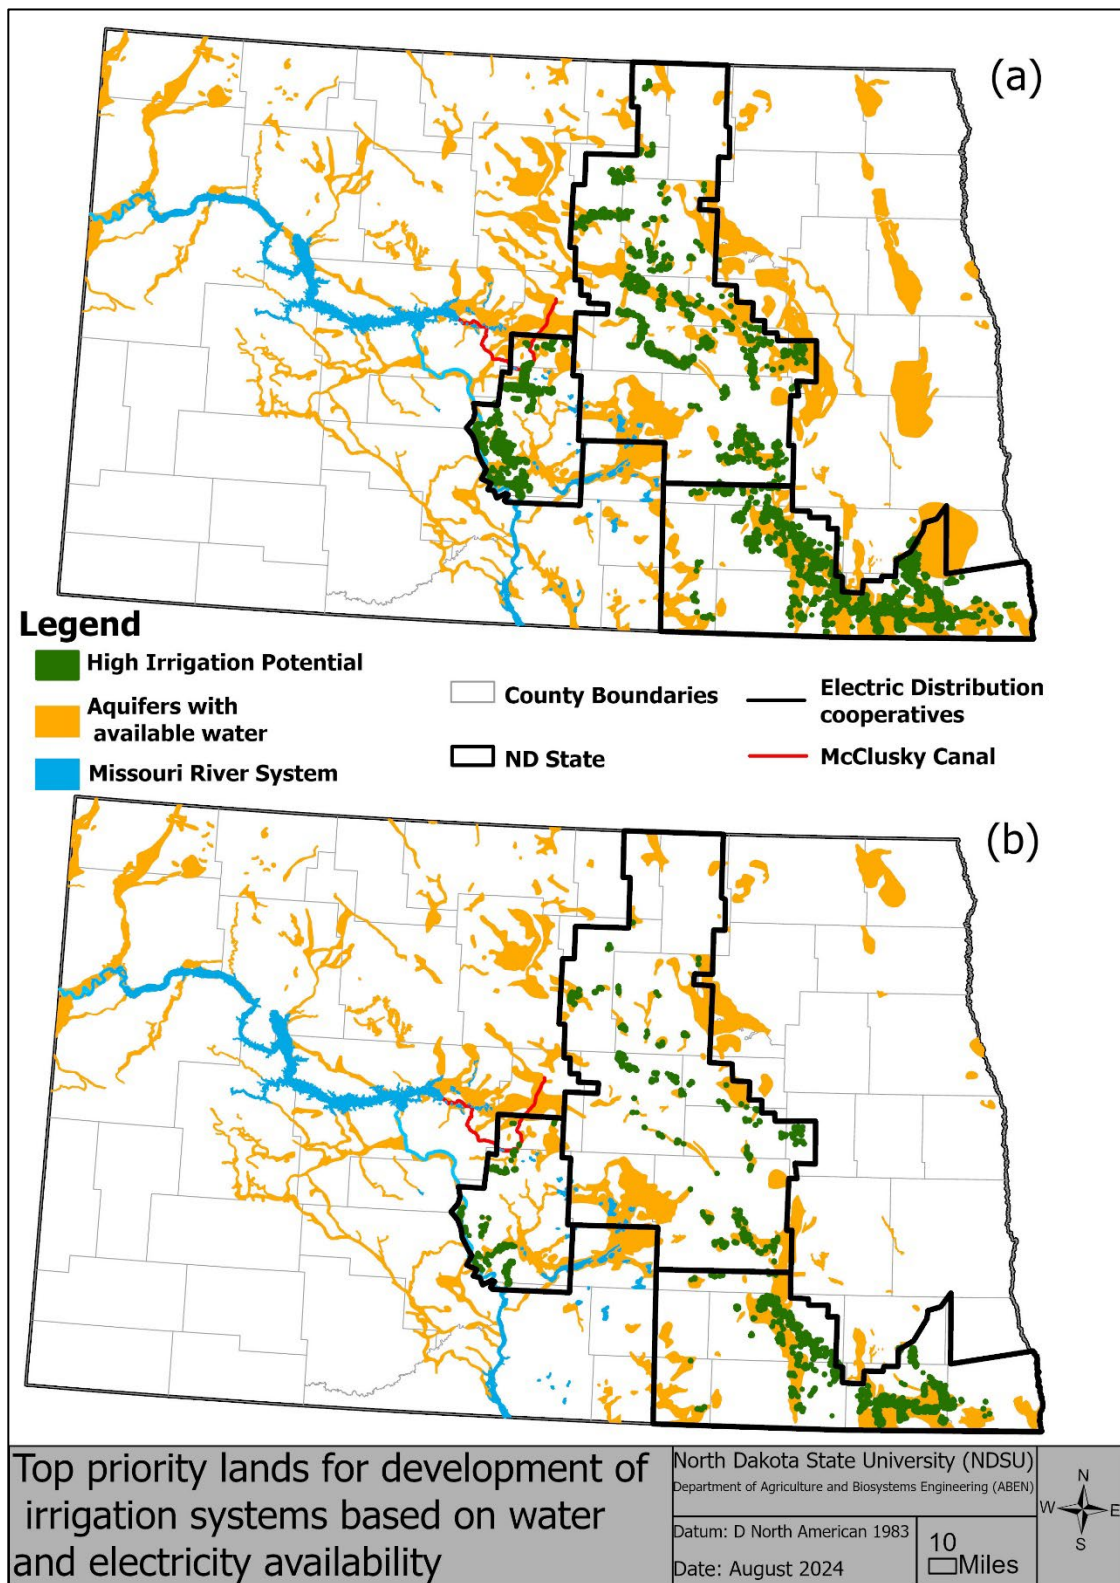 (a)
Legend
High Irrigation Potential
Aquifers with
available water
Missouri River System
County Boundaries
ND State
Electric Distribution
cooperatives
McClusky Canal
(b)
Top priority lands for development of
irrigation systems based on water
and electricity availability
North Dakota State University (NDSU)
Department of Agriculture and Biosystems Engineering (ABEN)
Datum: D North American 1983
Date: August 2024
10
Miles
N
W E
S